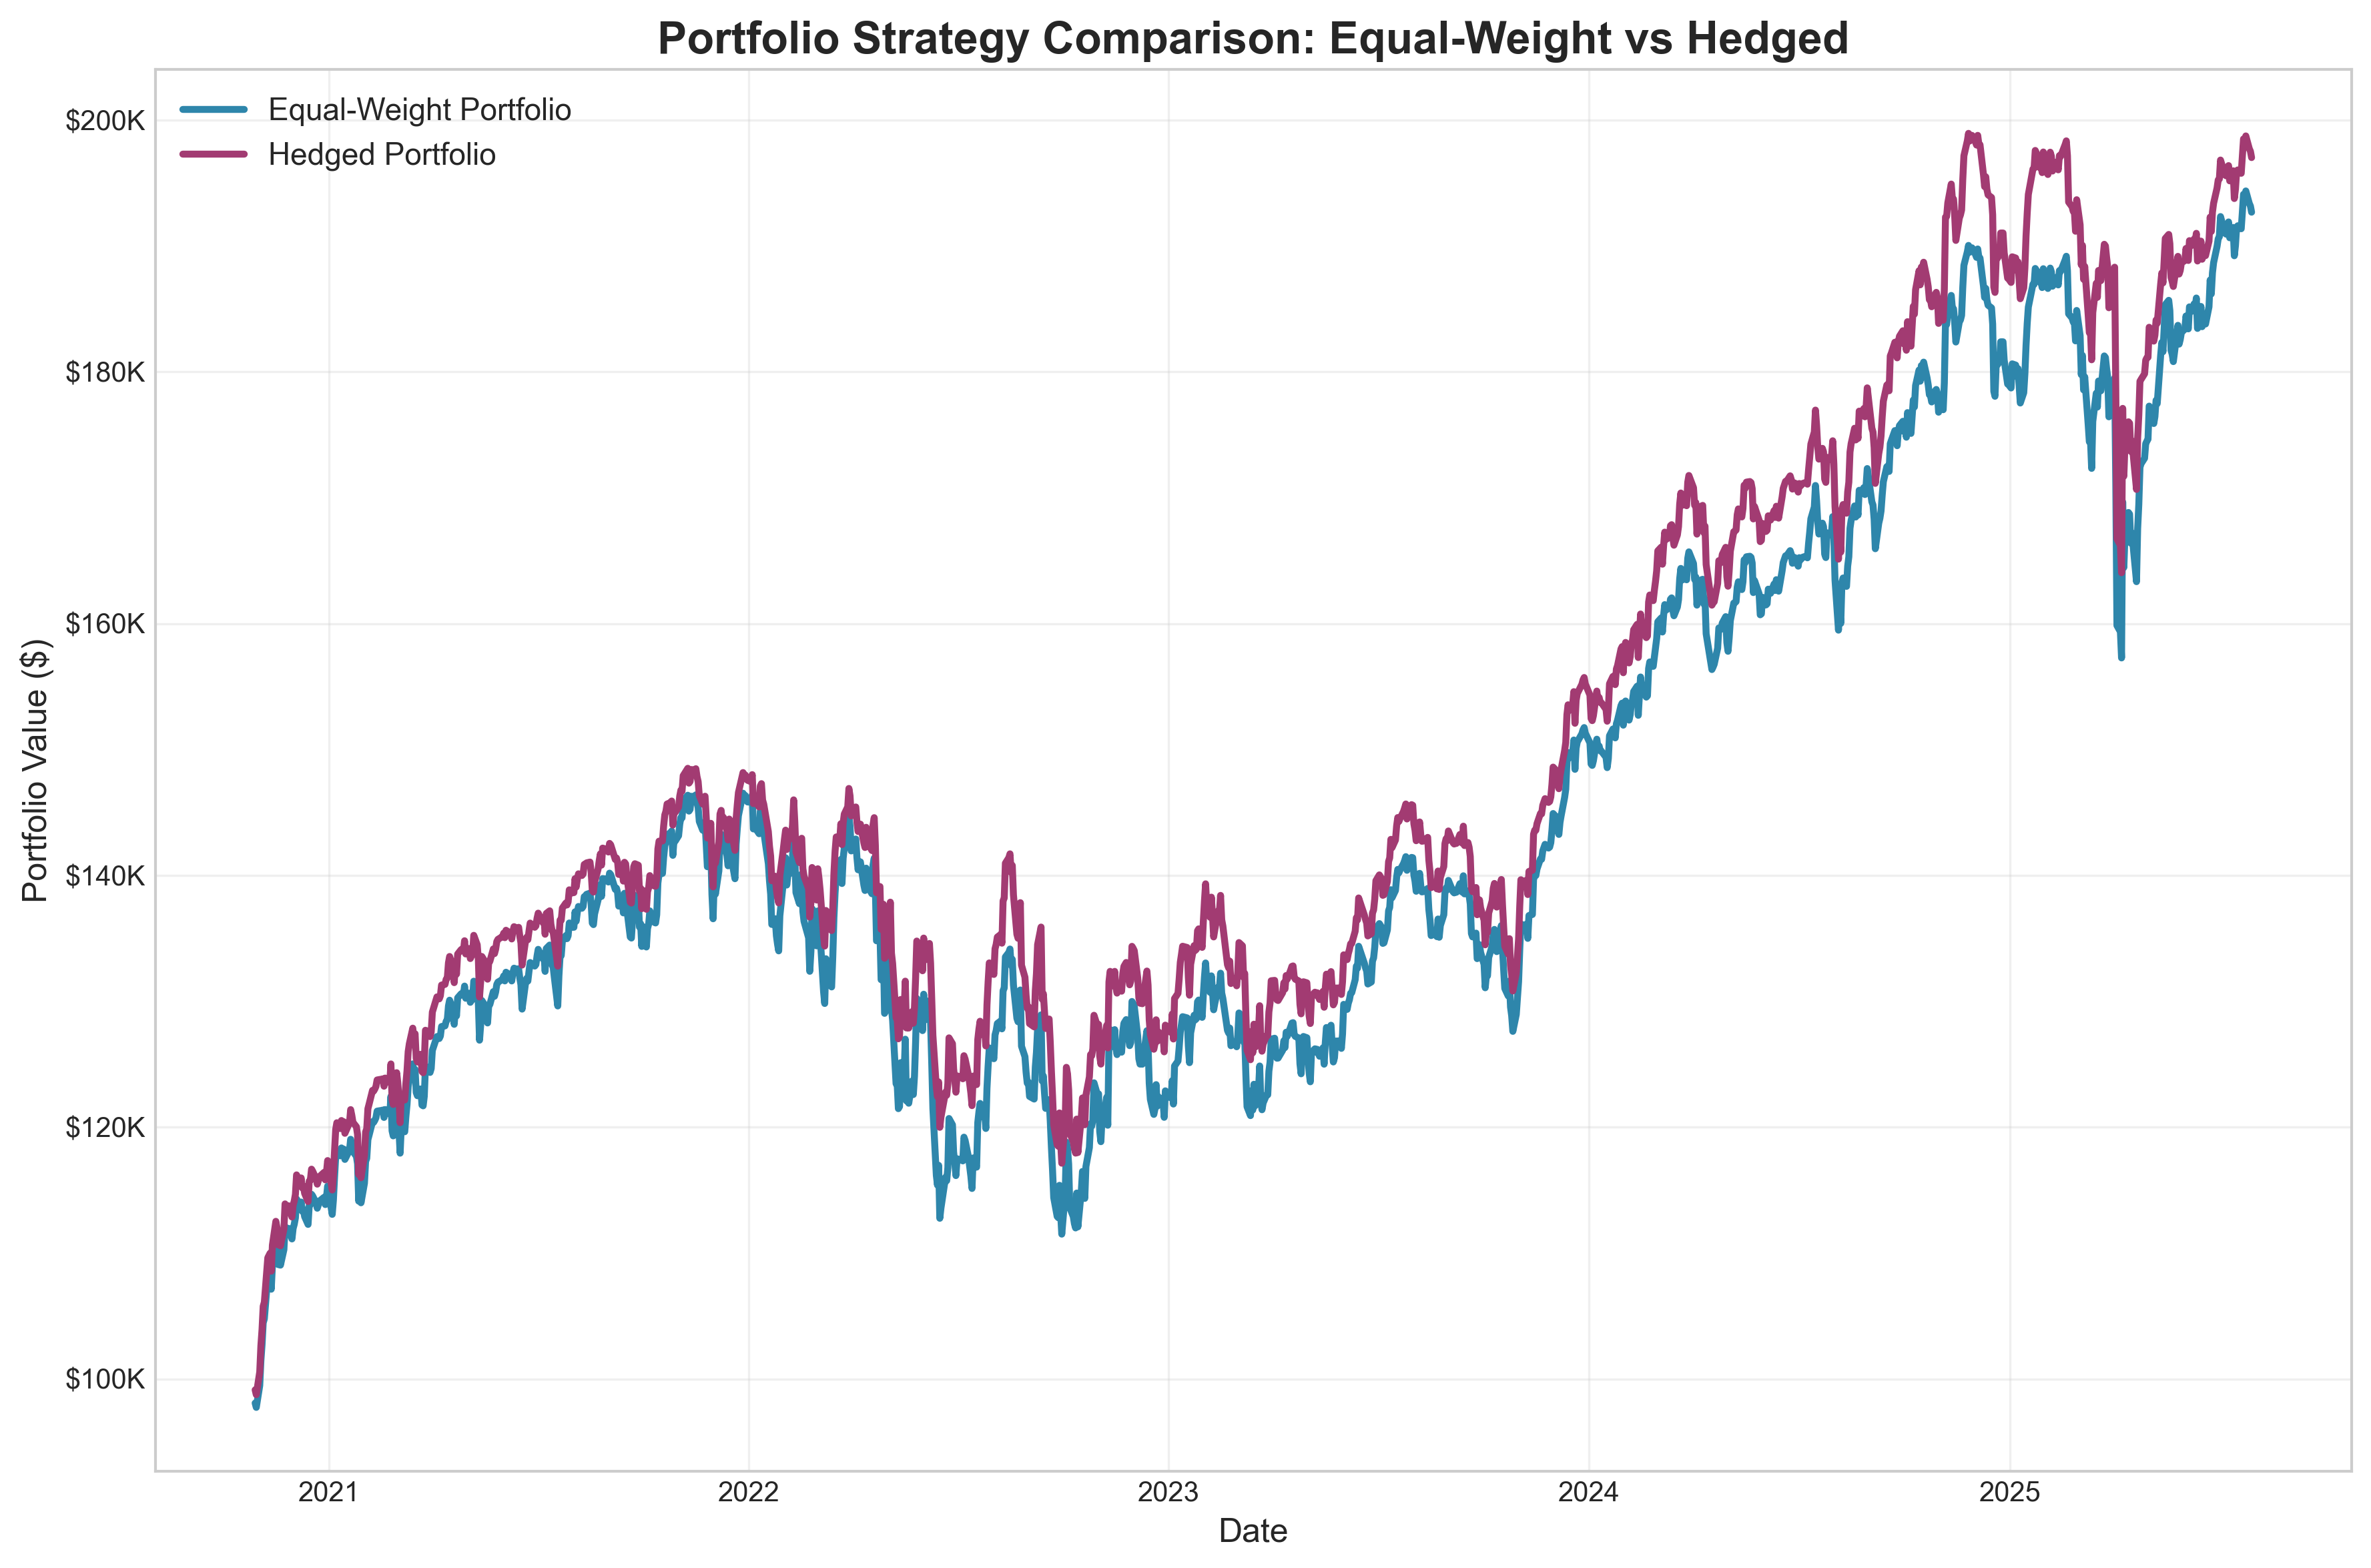 Portfolio Strategy Comparison: Equal-Weight vs Hedged
Equal-Weight Portfolio
Hedged Portfolio
$200K
$180K
$160K
$140K
$120K
$100K
Portfolio Value ($)
2021
2022
2023
2024
2025
Date